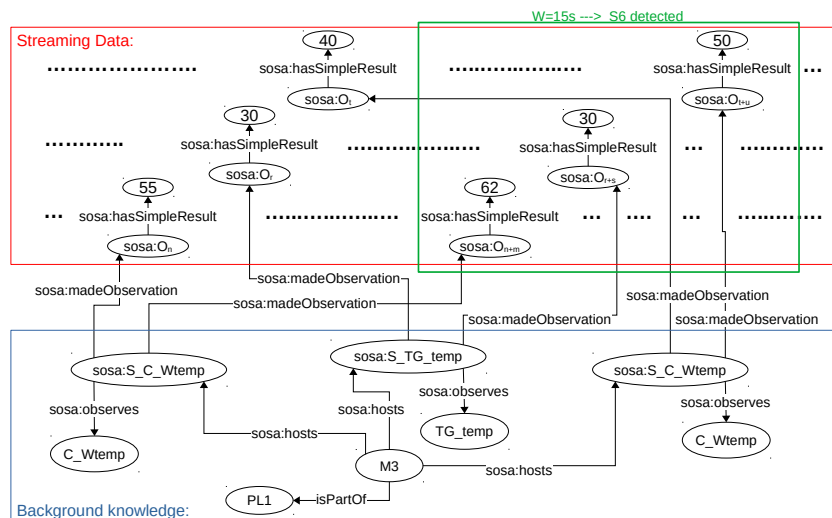 W=15s ---> S6 detected
Streaming Data:
40
50
sosa:hasSimpleResult
sosa:hasSimpleResult
sosa:Oₜ
sosa:Oₜ₊ᵤ
30
30
sosa:hasSimpleResult
sosa:hasSimpleResult
sosa:Oᵣ
sosa:Oᵣ₊ₛ
55
62
sosa:hasSimpleResult
sosa:hasSimpleResult
sosa:Oₙ
sosa:Oₙ₊ₘ
sosa:madeObservation
sosa:madeObservation
sosa:madeObservation
sosa:madeObservation
sosa:madeObservation
sosa:madeObservation
sosa:S_C_Wtemp
sosa:S_TG_temp
sosa:S_C_Wtemp
sosa:observes
sosa:observes
sosa:observes
sosa:hosts
sosa:hosts
sosa:hosts
C_Wtemp
TG_temp
C_Wtemp
M3
PL1
isPartOf
Background knowledge: